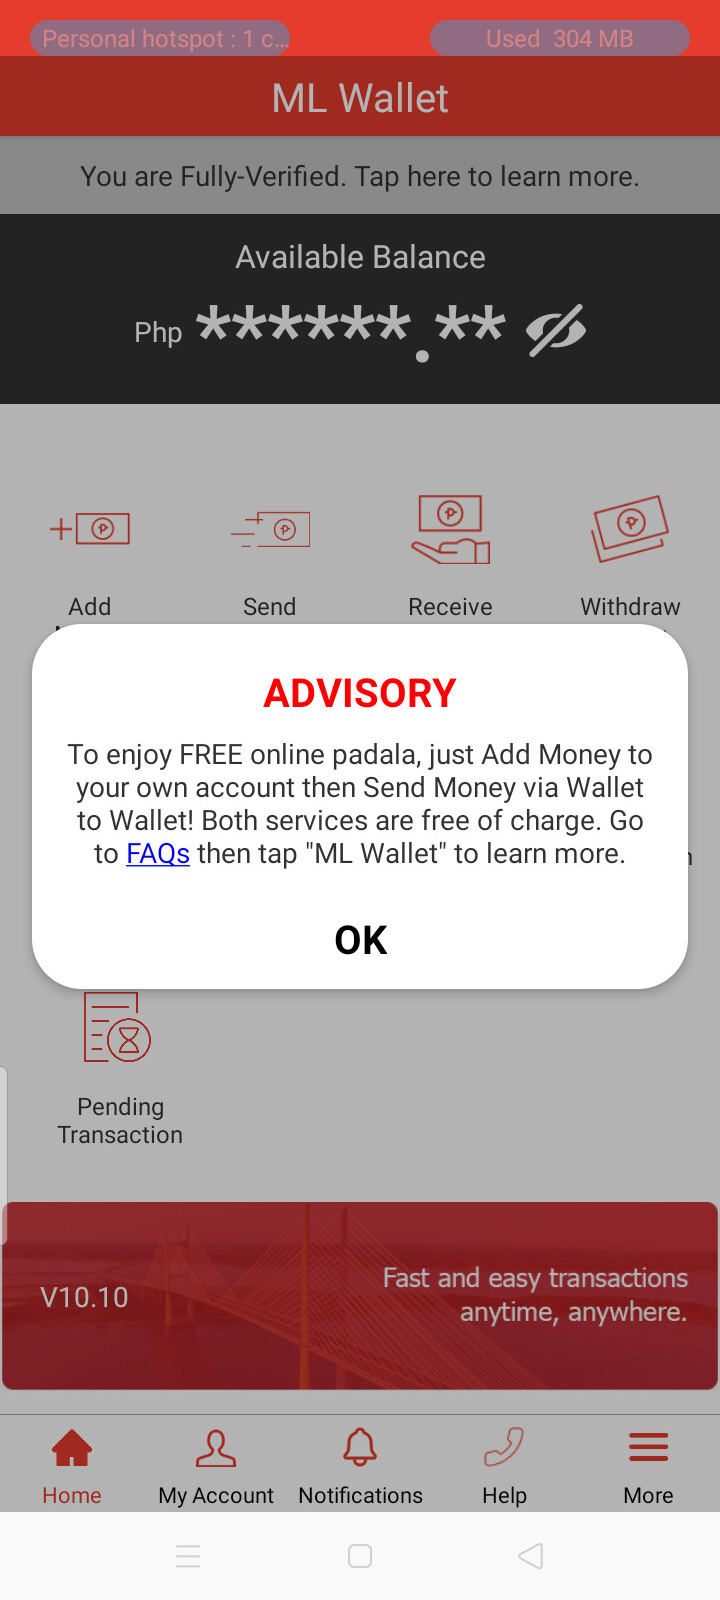 Personal hotspot : 1 c...
Used 304 MB
ML Wallet
You are Fully-Verified. Tap here to learn more.
Available Balance
Php ******.**
Add
Send
Receive
Withdraw
ADVISORY
To enjoy FREE online padala, just Add Money to
your own account then Send Money via Wallet
to Wallet! Both services are free of charge. Go
to FAQs then tap "ML Wallet" to learn more.
OK
Pending
Transaction
V10.10
Fast and easy transactions
anytime, anywhere.
Home
My Account
Notifications
Help
More